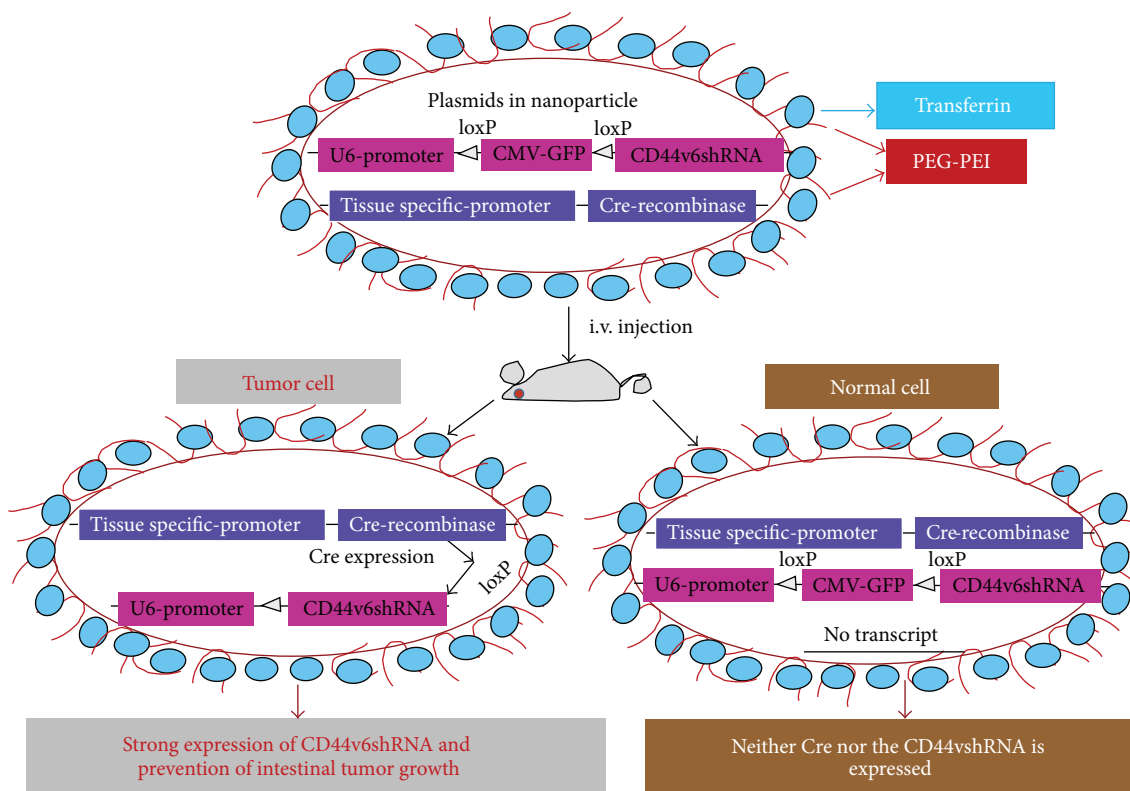 Plasmids in nanoparticle
loxP loxP
U6-promoter CMV-GFP CD44v6shRNA
Tissue specific-promoter Cre-recombinase
Transferrin
PEG-PEI
i.v. injection
Tumor cell
Normal cell
Tissue specific-promoter Cre-recombinase
Cre expression
loxP
U6-promoter CD44v6shRNA
Tissue specific-promoter Cre-recombinase
loxP loxP
U6-promoter CMV-GFP CD44v6shRNA
No transcript
Strong expression of CD44v6shRNA and
prevention of intestinal tumor growth
Neither Cre nor the CD44vshRNA is
expressed